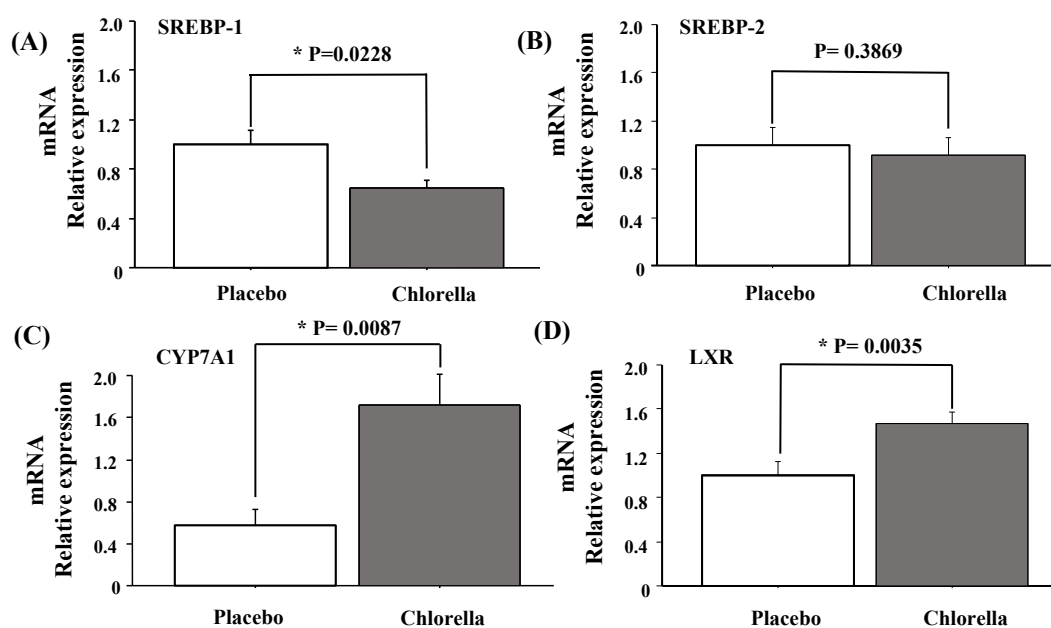 (A)
SREBP-1
* P=0.0228
mRNA
Relative expression
2.0
1.6
1.2
0.8
0.4
0
Placebo Chlorella
(B)
SREBP-2
P= 0.3869
mRNA
Relative expression
2.0
1.6
1.2
0.8
0.4
0
Placebo Chlorella
(C)
CYP7A1
* P= 0.0087
mRNA
Relative expression
2.0
1.6
1.2
0.8
0.4
0
Placebo Chlorella
(D)
LXR
* P= 0.0035
mRNA
Relative expression
2.0
1.6
1.2
0.8
0.4
0
Placebo Chlorella